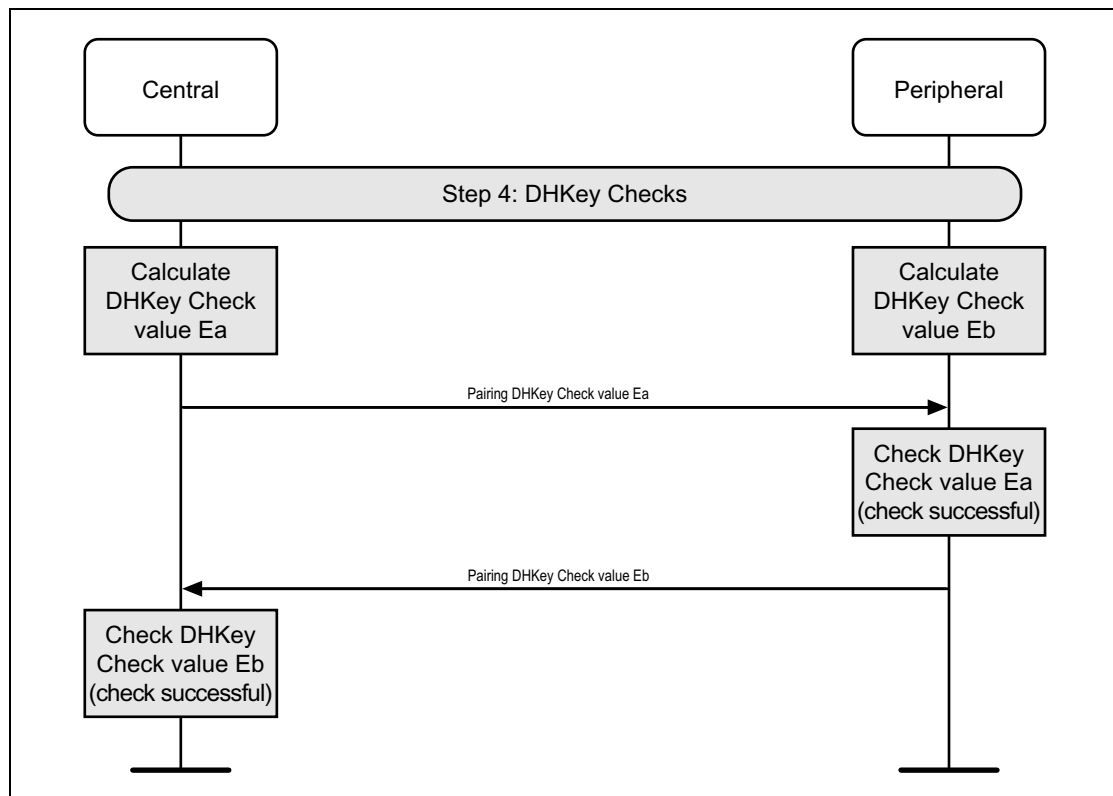 Central
Peripheral
Step 4: DHKey Checks
Calculate
DHKey Check
value Ea
Calculate
DHKey Check
value Eb
Pairing DHKey Check value Ea
Check DHKey
Check value Ea
(check successful)
Pairing DHKey Check value Eb
Check DHKey
Check value Eb
(check successful)